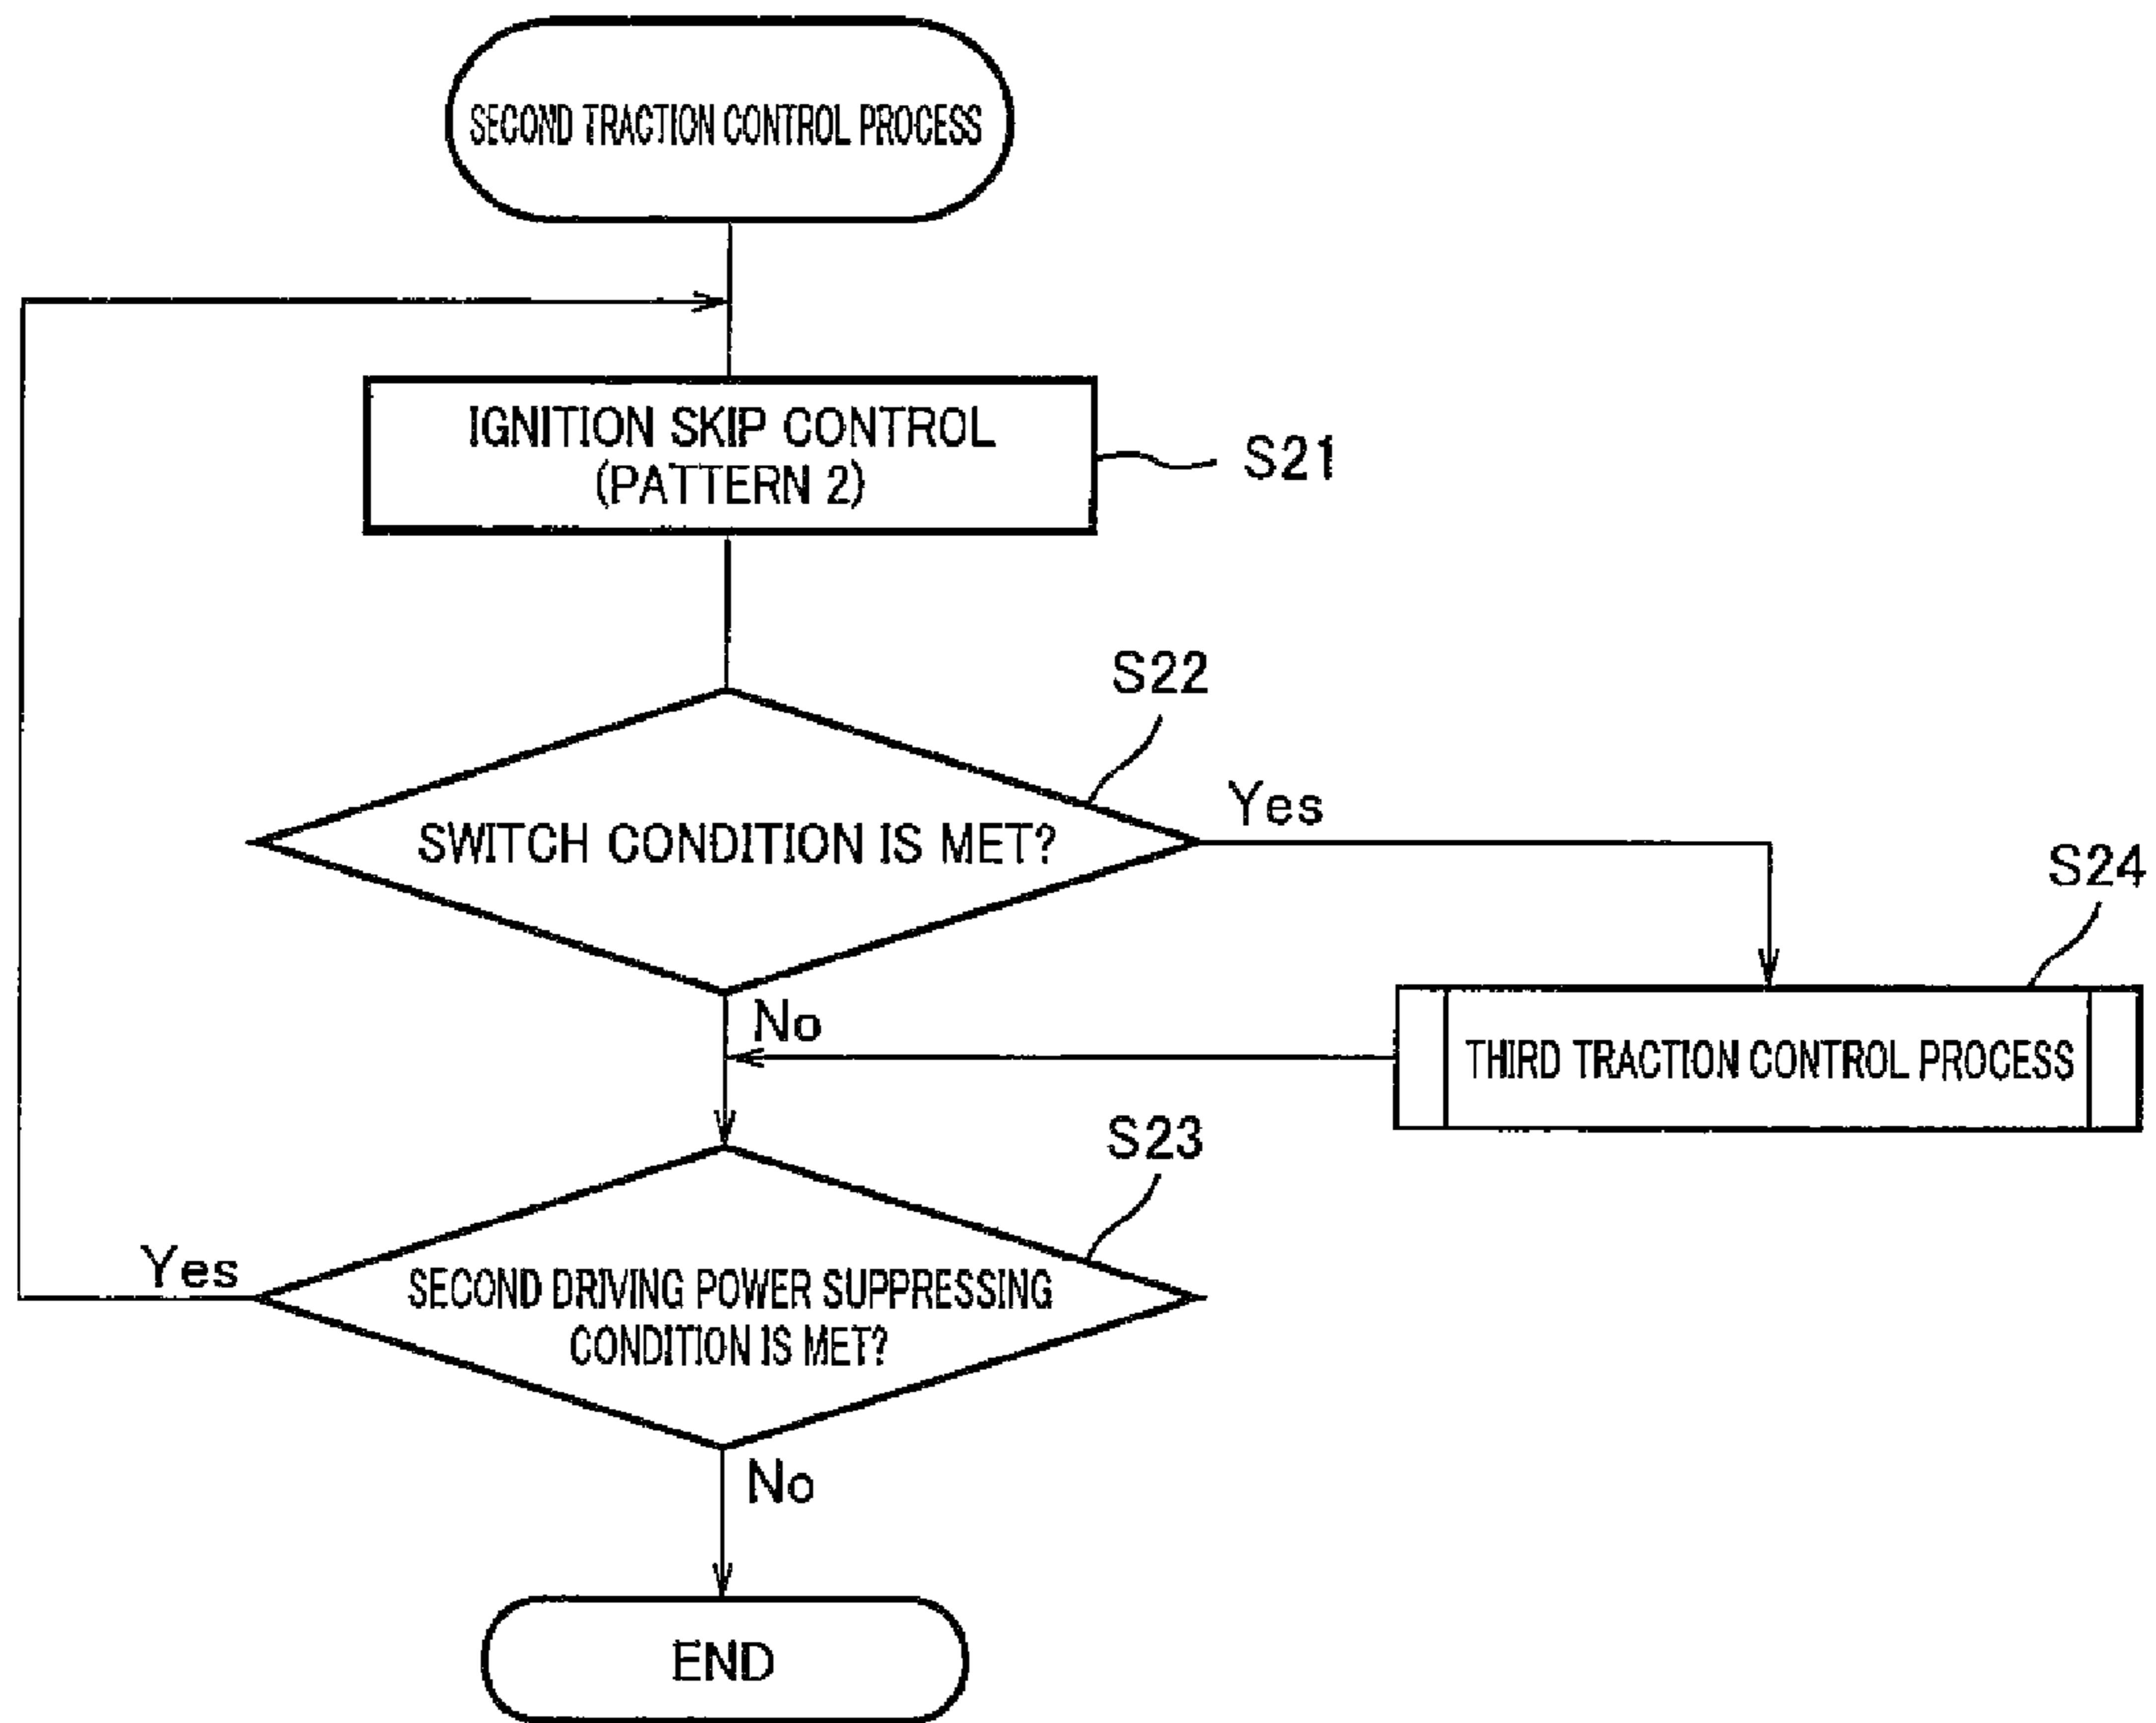 SECOND TRACTION CONTROL PROCESS
IGNITION SKIP CONTROL
(PATTERN 2)
S21
S22
SWITCH CONDITION IS MET?
Yes
S24
No
THIRD TRACTION CONTROL PROCESS
S23
Yes
SECOND DRIVING POWER SUPPRESSING
CONDITION IS MET?
No
END